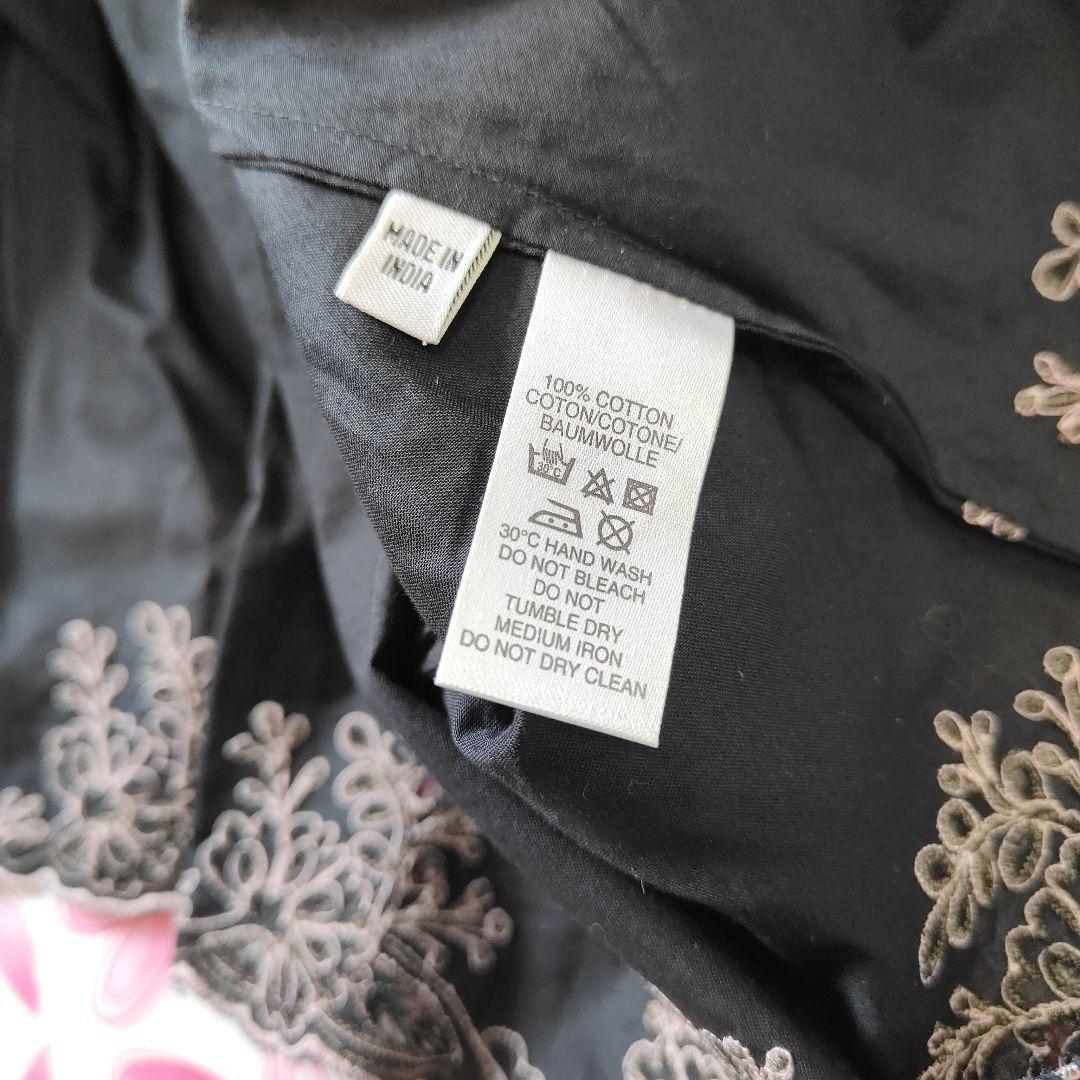 MADE IN
INDIA
100% COTTON
COTON/COTONE/
BAUMWOLLE
30°C
30°C HAND WASH
DO NOT BLEACH
DO NOT
TUMBLE DRY
MEDIUM IRON
DO NOT DRY CLEAN